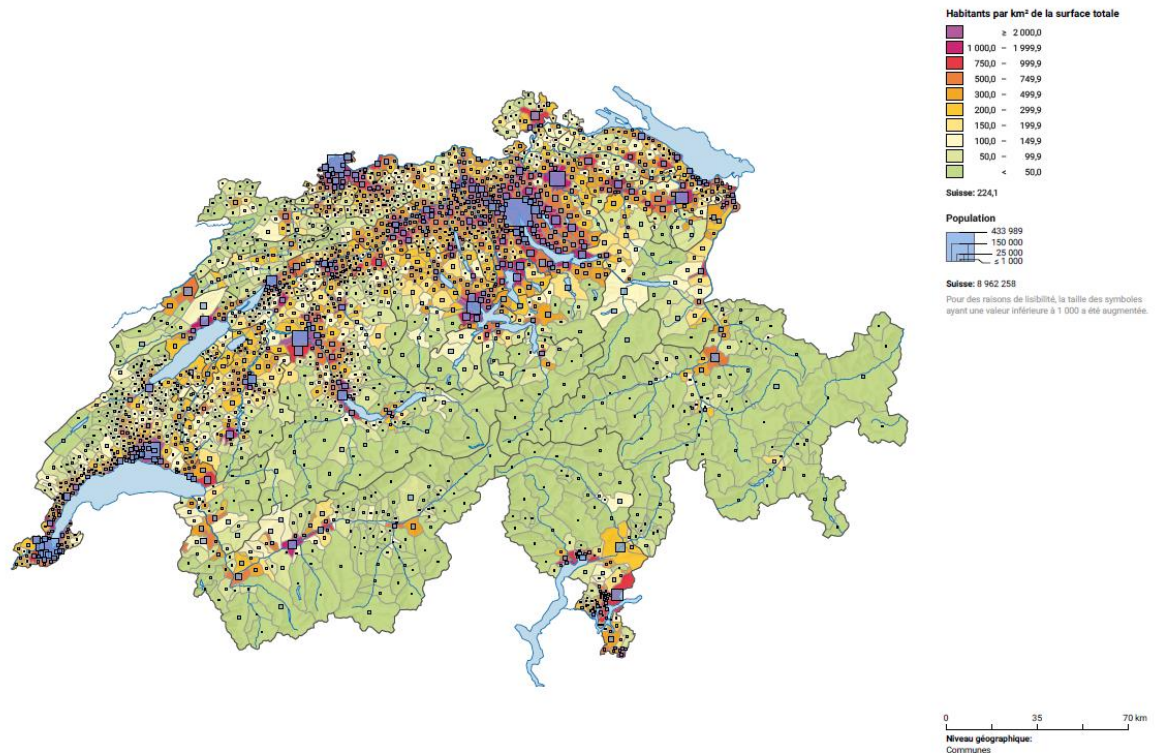 Habitants par km² de la surface totale
≥ 2 000,0
1 000,0 – 1 999,9
750,0 – 999,9
500,0 – 749,9
300,0 – 499,9
200,0 – 299,9
150,0 – 199,9
100,0 – 149,9
50,0 – 99,9
< 50,0
Suisse: 224,1
Population
433 989
150 000
25 000
≤ 1 000
Suisse: 8 962 258
Pour des raisons de lisibilité, la taille des symboles
ayant une valeur inférieure à 1 000 a été augmentée.
0 35 70 km
Niveau géographique:
Communes